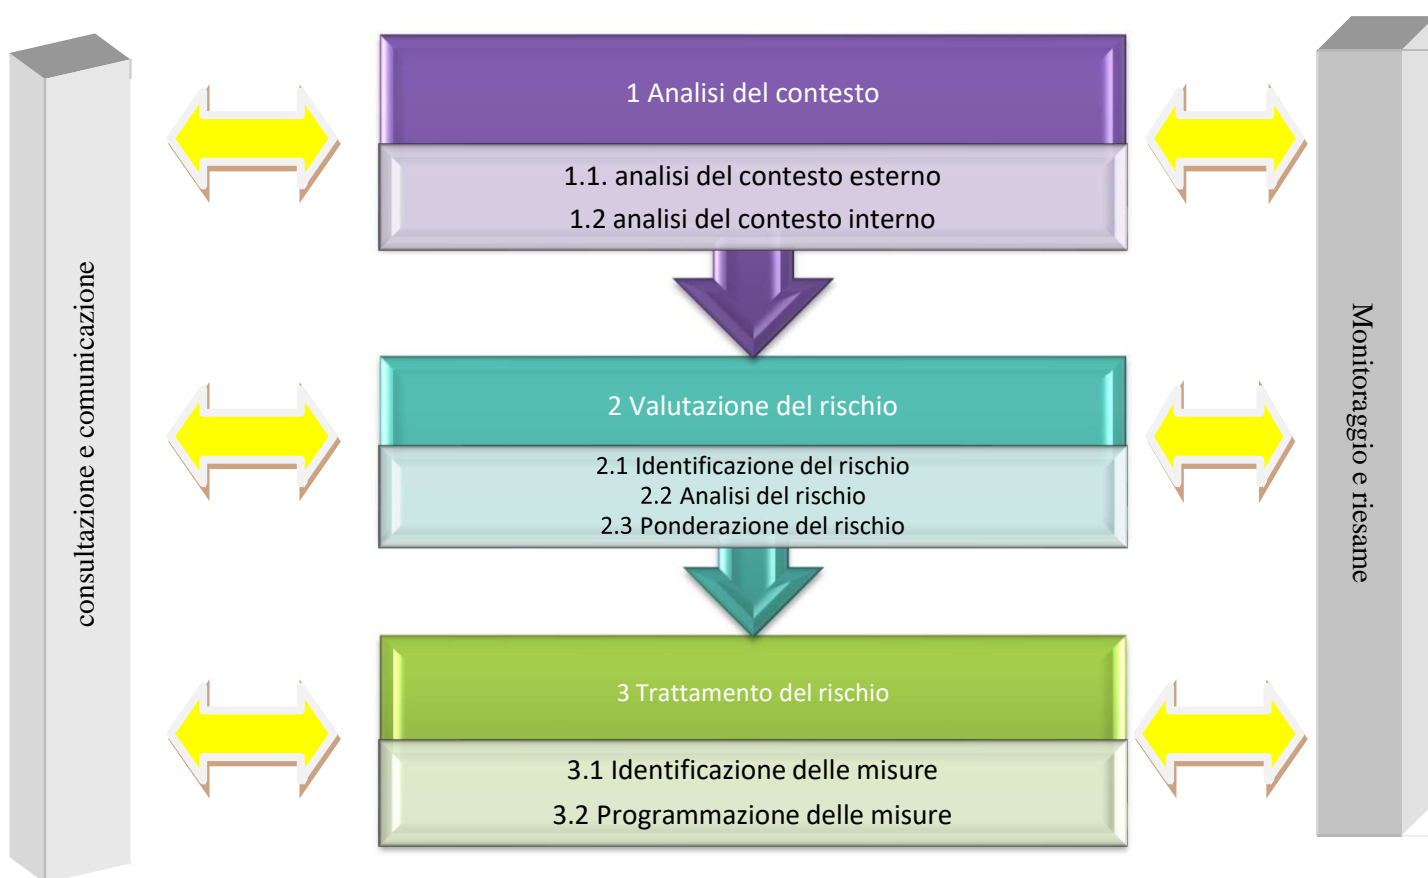 consultazione e comunicazione
1 Analisi del contesto
1.1. analisi del contesto esterno
1.2 analisi del contesto interno
2 Valutazione del rischio
2.1 Identificazione del rischio
2.2 Analisi del rischio
2.3 Ponderazione del rischio
3 Trattamento del rischio
3.1 Identificazione delle misure
3.2 Programmazione delle misure
Monitoraggio e riesame